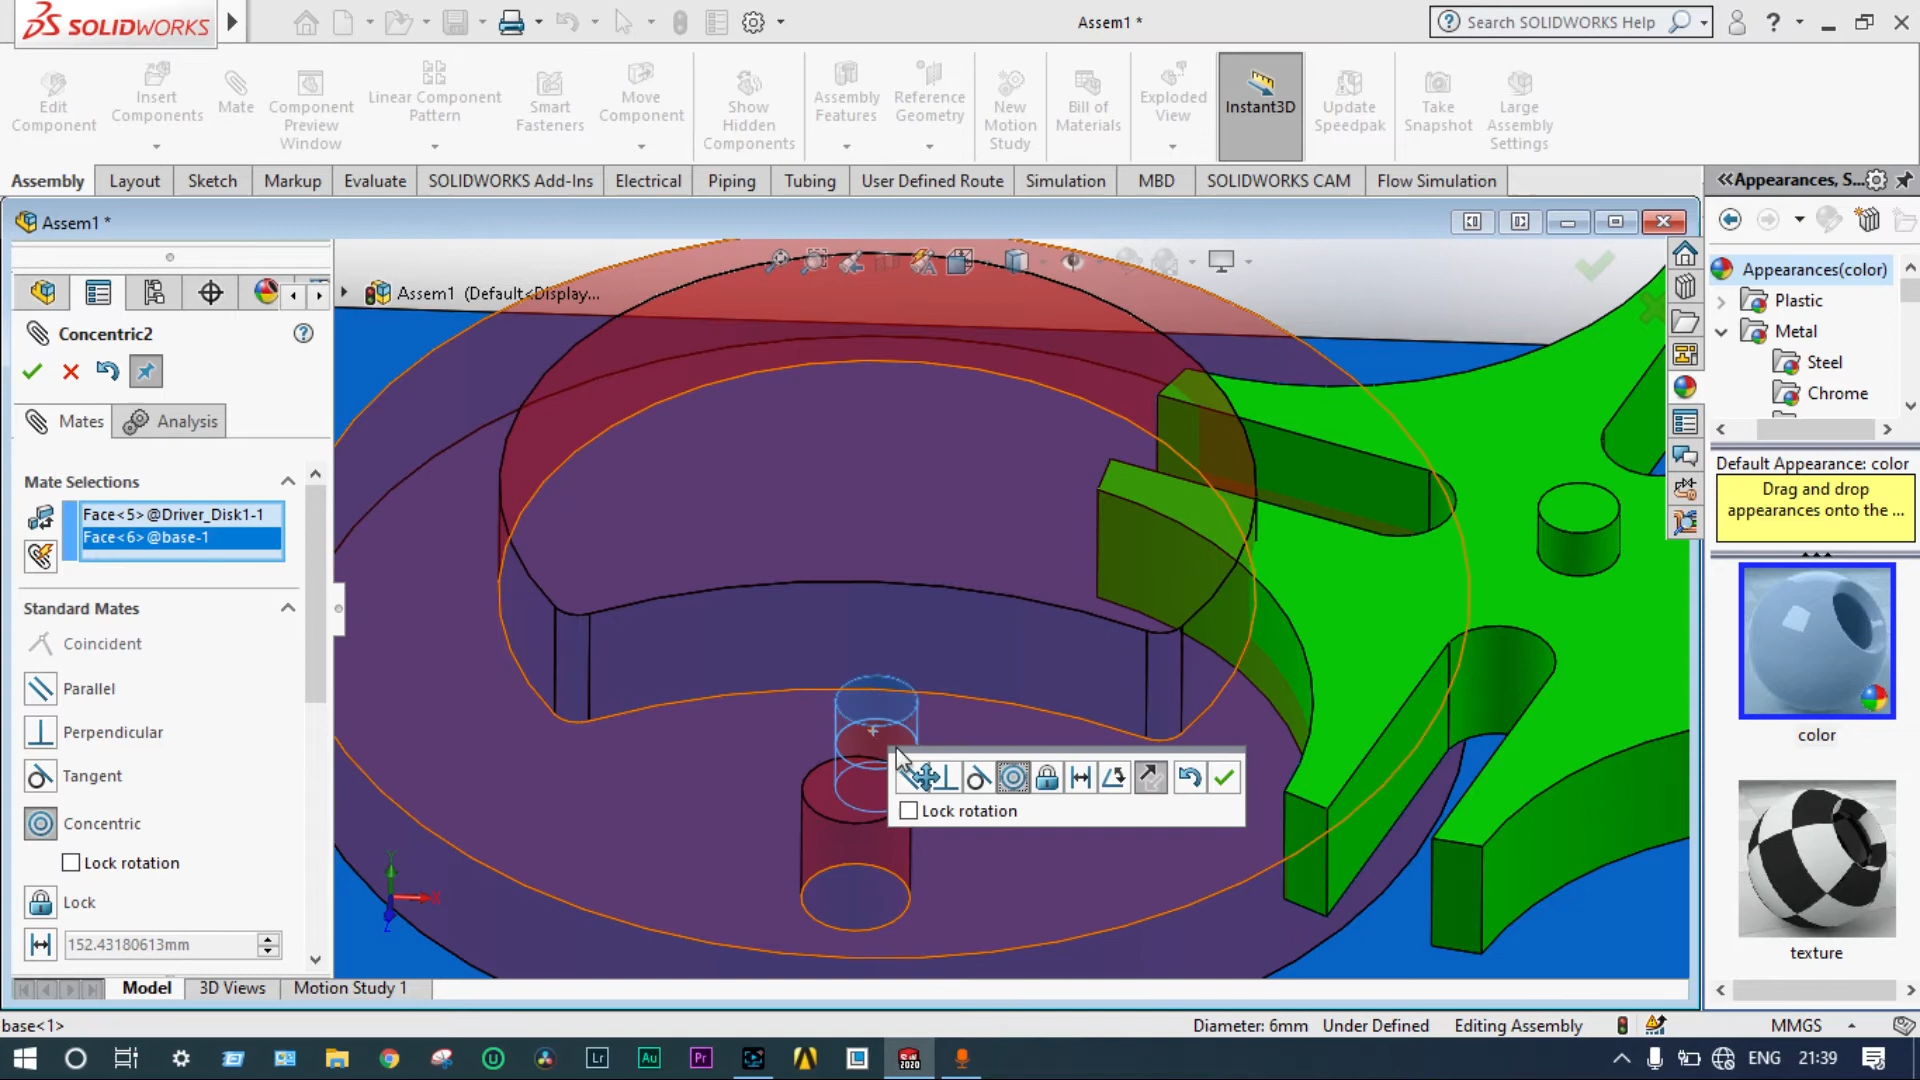 SOLIDWORKS
Assem1 *
Search SOLIDWORKS Help
Edit Component
Insert Components
Mate
Component Preview Window
Linear Component Pattern
Smart Fasteners
Move Component
Show Hidden Components
Assembly Features
Reference Geometry
New Motion Study
Bill of Materials
Exploded View
Instant3D
Update Speedpak
Take Snapshot
Large Assembly Settings
Assembly
Layout
Sketch
Markup
Evaluate
SOLIDWORKS Add-Ins
Electrical
Piping
Tubing
User Defined Route
Simulation
MBD
SOLIDWORKS CAM
Flow Simulation
Appearances, S...
Assem1 *
Assem1 (Default<Display...
Concentric2
Mates
Analysis
Mate Selections
Face<5>@Driver_Disk1-1
Face<6>@base-1
Standard Mates
Coincident
Parallel
Perpendicular
Tangent
Concentric
Lock rotation
Lock
152.43180613mm
Lock rotation
Y
Z
Appearances(color)
Plastic
Metal
Steel
Chrome
Default Appearance: color
Drag and drop
appearances onto the ...
color
texture
Model
3D Views
Motion Study 1
base<1>
Diameter: 6mm
Under Defined
Editing Assembly
MMGS
Lr
Au
Pr
2020
ENG
21:39